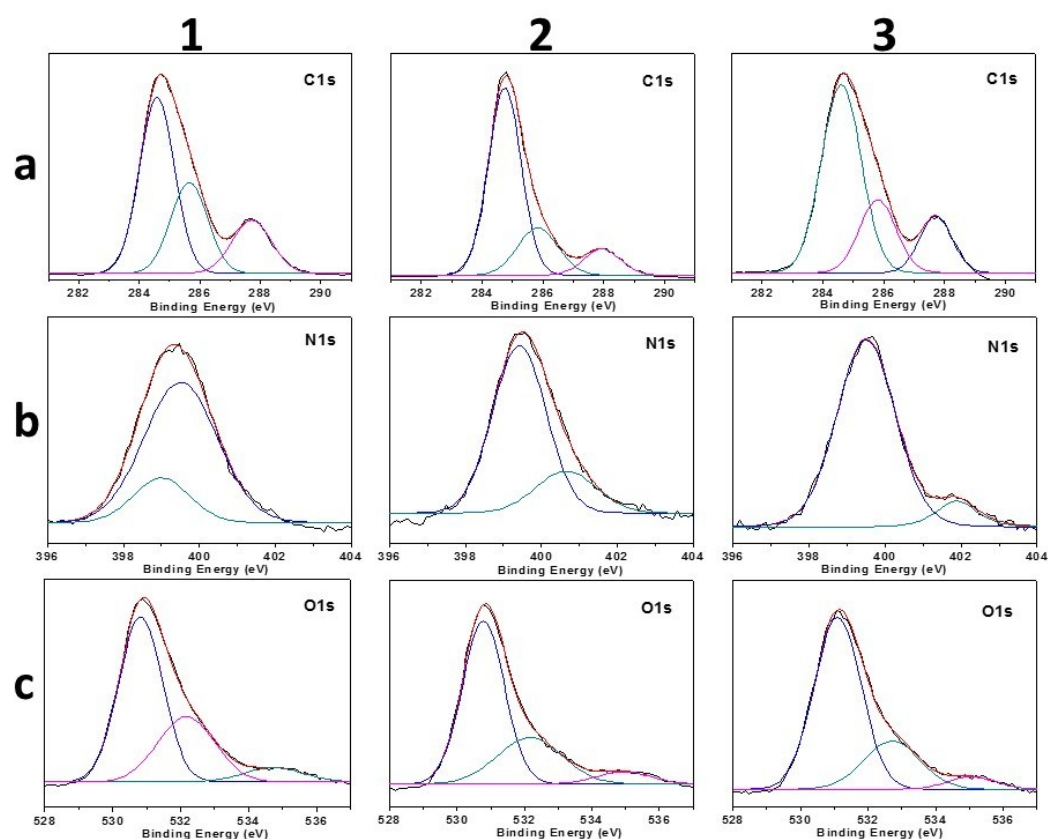 1 2 3
a
C1s C1s C1s
282 284 286 288 290 282 284 286 288 290 282 284 286 288 290
Binding Energy (eV) Binding Energy (eV) Binding Energy (eV)
b
N1s N1s N1s
396 398 400 402 404 396 398 400 402 404 396 398 400 402 404
Binding Energy (eV) Binding Energy (eV) Binding Energy (eV)
c
O1s O1s O1s
528 530 532 534 536 528 530 532 534 536 528 530 532 534 536
Binding Energy (eV) Binding Energy (eV) Binding Energy (eV)